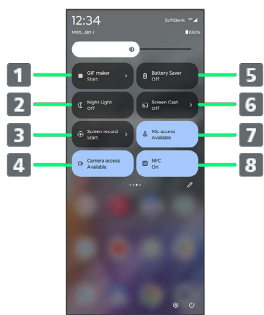 12:34
SoftBank
Mon, Jan 1
100%
1
GIF maker
Start
Battery Saver
Off
5
2
Night Light
Off
Screen Cast
Off
6
3
Screen record
Start
Mic access
Available
7
4
Camera access
Available
NFC
On
8